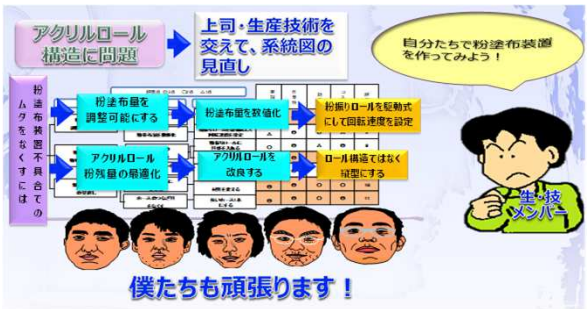 アクリルロール
構造に問題
上司・生産技術を
交えて、系統図の
見直し
自分たちで粉塗布装置
を作ってみよう！
粉塗布装置不具合での
ムダをなくすには
粉塗布量を
調整可能にする
粉塗布量を数値化
粉振りロールを駆動式
にして回転速度を設定
アクリルロール
粉残量の最適化
アクリルロールを
改良する
ロール構造ではなく
縦型にする
生・技
メンバー
僕たちも頑張ります！